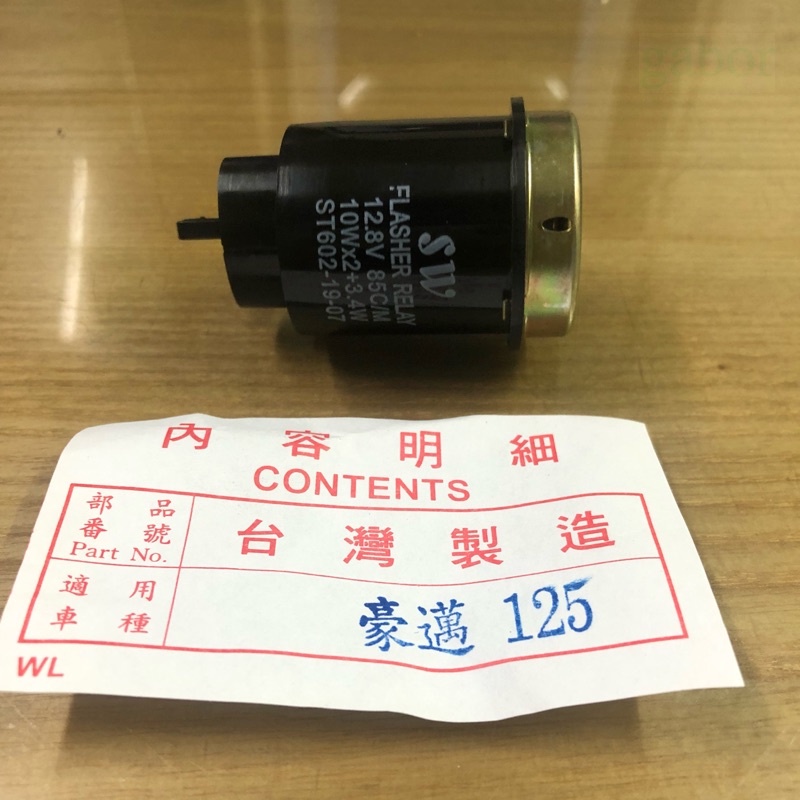 SW
FLASHER RELAY
12.8V 85C/M
10Wx2+3.4W
ST602-19-07
內容明細
CONTENTS
部品
番號
Part No.
台灣製造
適用
車種
豪邁 125
WL